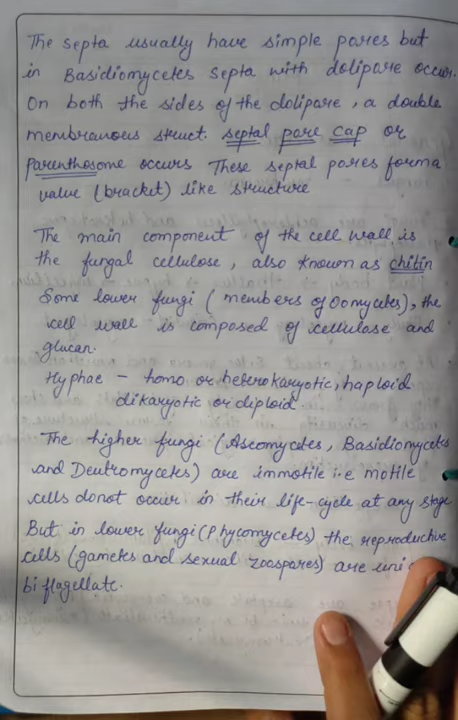 The septa usually have simple pores but
in Basidiomycetes septa with dolipore occur.
On both the sides of the dolipore, a double
membranous struct. septal pore cap or
parenthosome occurs These septal pores forma
valve (bracket) like structure
The main component of the cell wall is
the fungal cellulose, also known as chitin
Some lower fungi (members of Oomycetes), the
cell wall is composed of cellulose and
glucan.
Hyphae - homo or heterokaryotic, haploid
dikaryotic or diploid
The higher fungi (Ascomycetes, Basidiomycets
and Deutromycetes) are immotile i.e motile
cells donot occur in their life-cycle at any stage
But in lower fungi (Phycomycetes) the reproductive
cells (gametes and sexual zoospores) are uni
biflagellate.